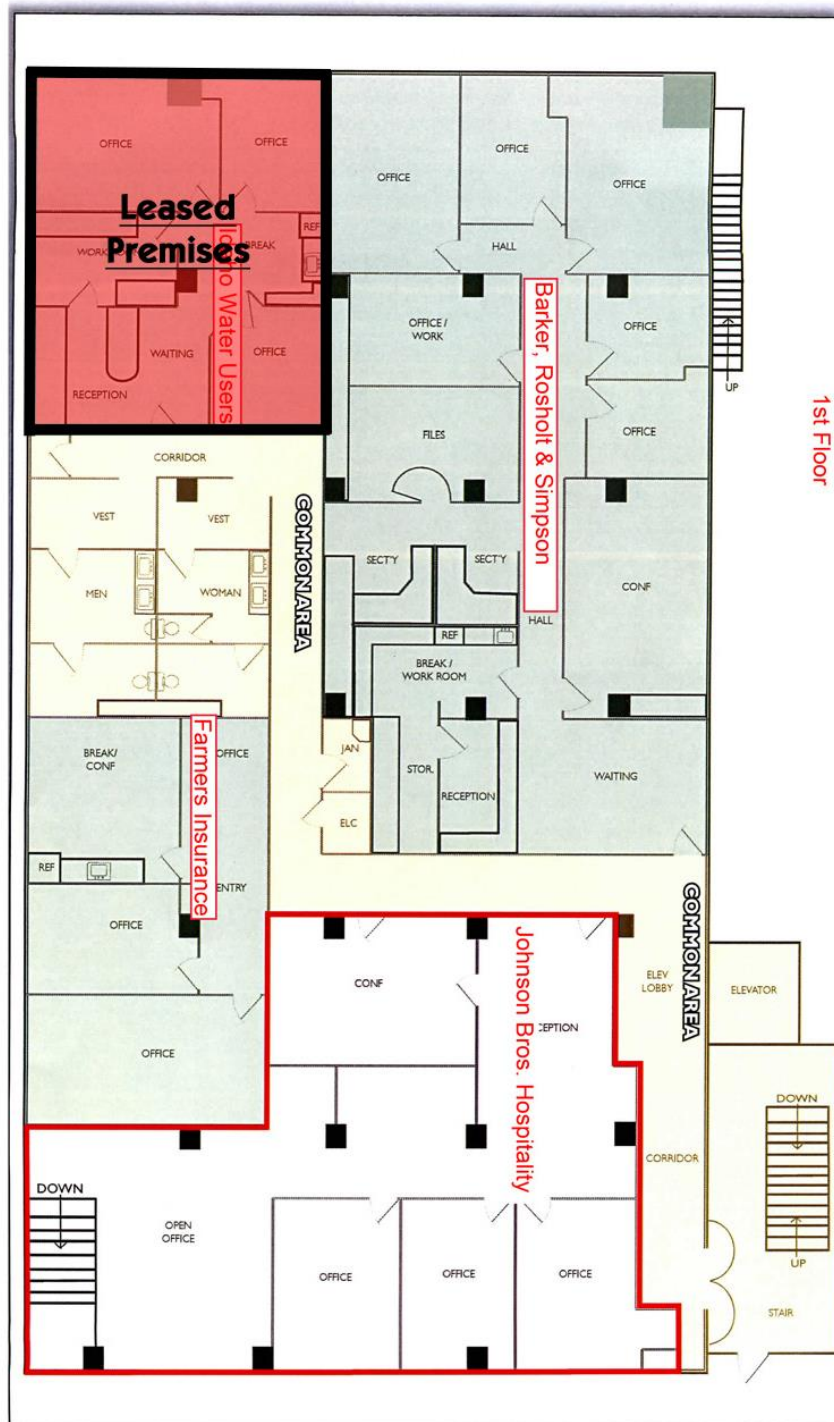 OFFICE
OFFICE
Leased
Premises
REF
BREAK
Idaho Water Users
WAITING
OFFICE
RECEPTION
OFFICE
OFFICE
OFFICE
HALL
OFFICE /
WORK
OFFICE
FILES
OFFICE
Barker, Rosholt & Simpson
UP
1st Floor
CORRIDOR
COMMON AREA
VEST
VEST
MEN
WOMAN
SECT'Y
SECT'Y
CONF
HALL
REF
BREAK /
WORK ROOM
JAN
STOR.
ELC
RECEPTION
WAITING
BREAK/
CONF
OFFICE
Farmers Insurance
REF
ENTRY
OFFICE
OFFICE
COMMON AREA
ELEV
LOBBY
ELEVATOR
CONF
Johnson Bros. Hospitality
CORRIDOR
DOWN
UP
STAIR
DOWN
OPEN
OFFICE
OFFICE
OFFICE
OFFICE